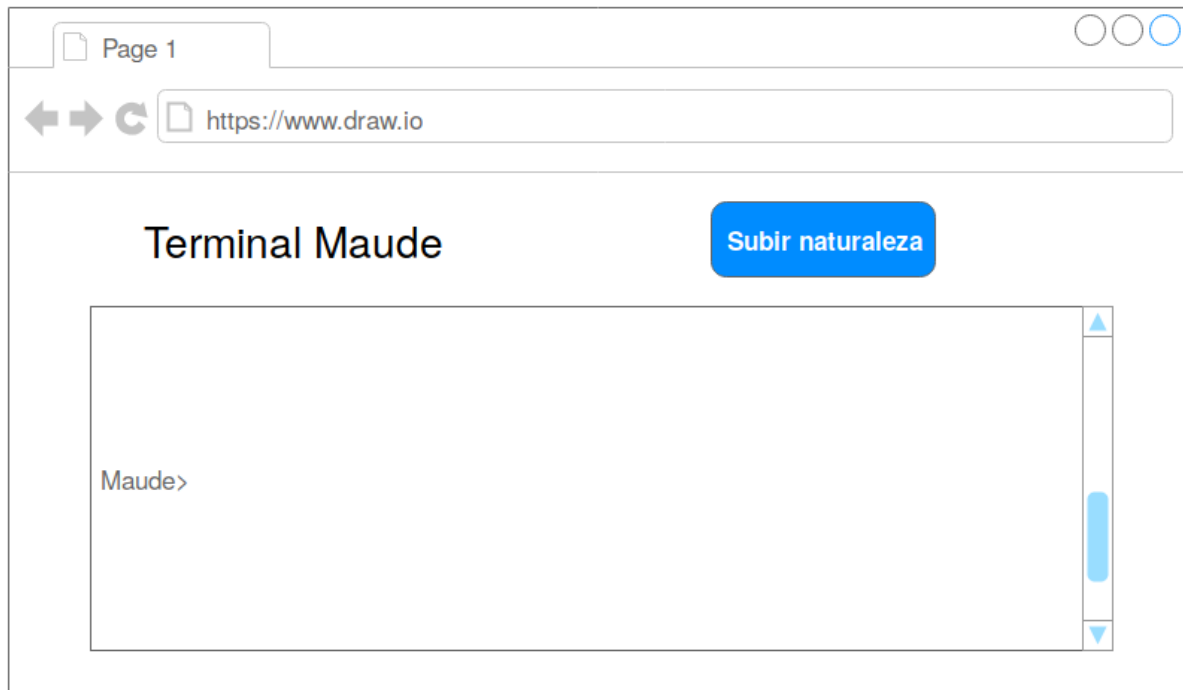 Page 1
https://www.draw.io
Terminal Maude
Subir naturaleza
Maude>